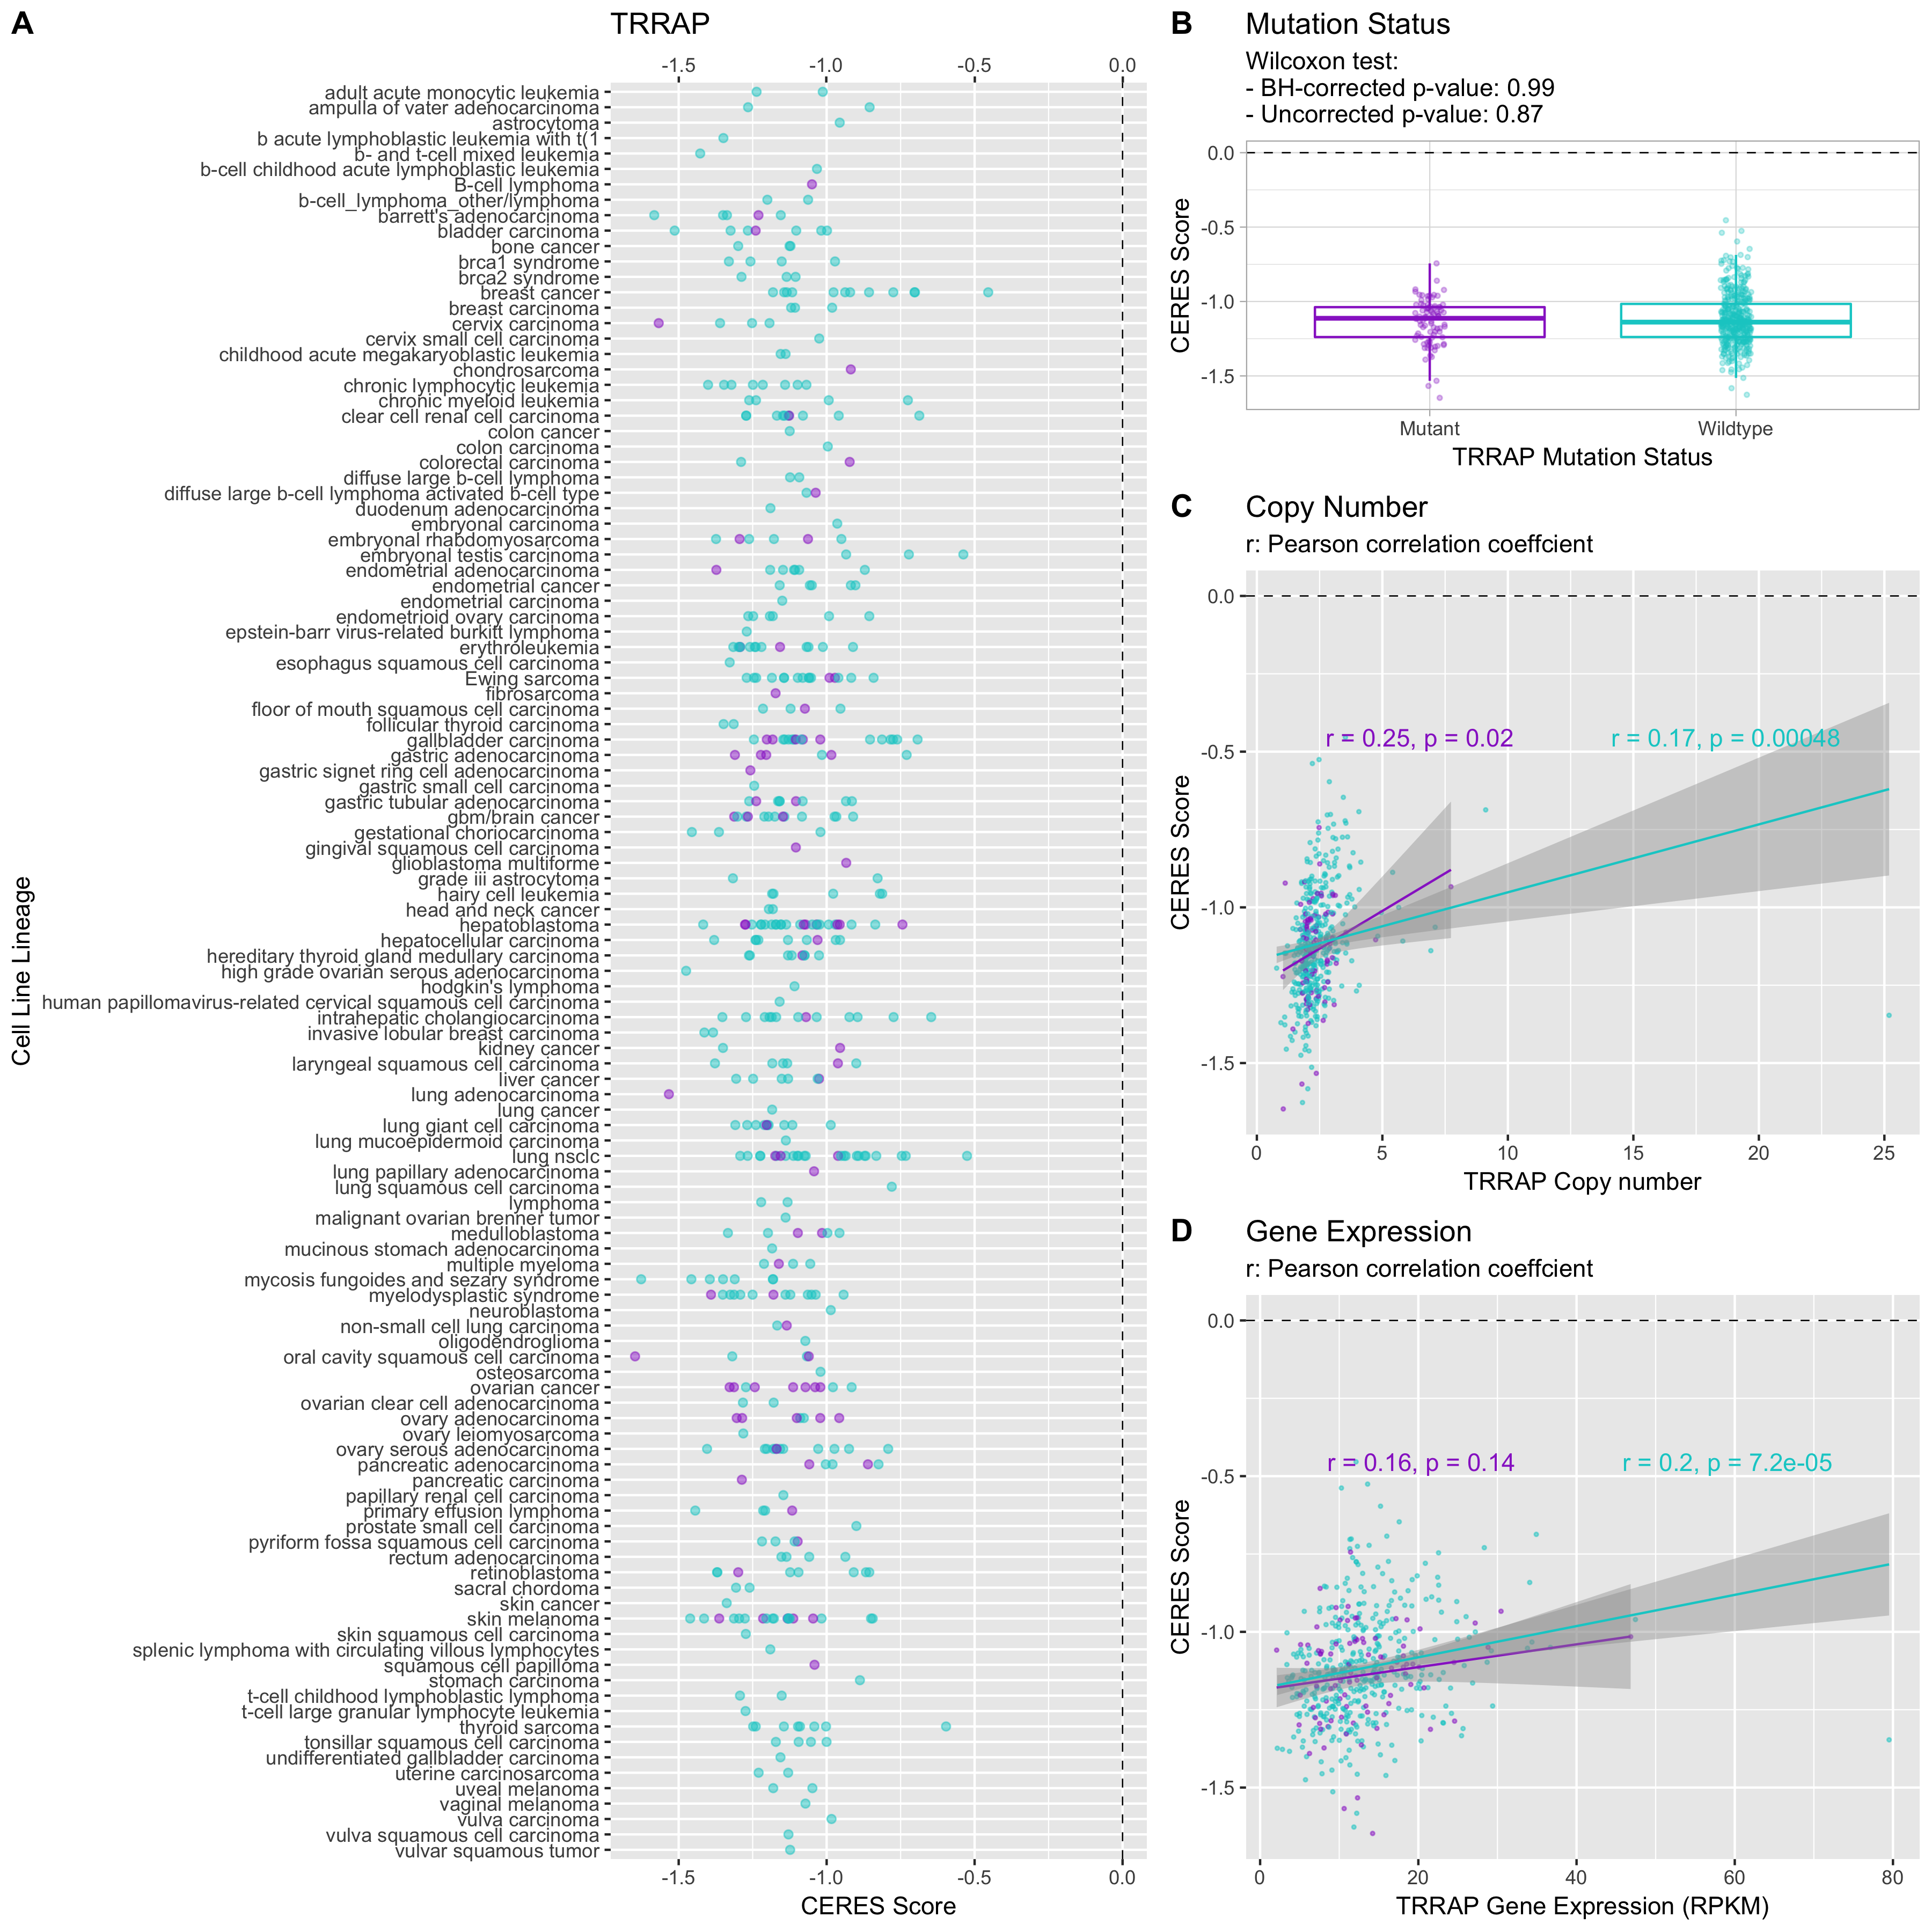 A
TRRAP
-1.5 -1.0 -0.5 0.0
adult acute monocytic leukemia
ampulla of vater adenocarcinoma
astrocytoma
b acute lymphoblastic leukemia with t(1
b- and t-cell mixed leukemia
b-cell childhood acute lymphoblastic leukemia
B-cell lymphoma
b-cell_lymphoma_other/lymphoma
barrett's adenocarcinoma
bladder carcinoma
bone cancer
brca1 syndrome
brca2 syndrome
breast cancer
breast carcinoma
cervix carcinoma
cervix small cell carcinoma
childhood acute megakaryoblastic leukemia
chondrosarcoma
chronic lymphocytic leukemia
chronic myeloid leukemia
clear cell renal cell carcinoma
colon cancer
colon carcinoma
colorectal carcinoma
diffuse large b-cell lymphoma
diffuse large b-cell lymphoma activated b-cell type
duodenum adenocarcinoma
embryonal carcinoma
embryonal rhabdomyosarcoma
embryonal testis carcinoma
endometrial adenocarcinoma
endometrial cancer
endometrial carcinoma
endometrioid ovary carcinoma
epstein-barr virus-related burkitt lymphoma
erythroleukemia
esophagus squamous cell carcinoma
Ewing sarcoma
fibrosarcoma
floor of mouth squamous cell carcinoma
follicular thyroid carcinoma
gallbladder carcinoma
gastric adenocarcinoma
gastric signet ring cell adenocarcinoma
gastric small cell carcinoma
gastric tubular adenocarcinoma
gbm/brain cancer
gestational choriocarcinoma
gingival squamous cell carcinoma
glioblastoma multiforme
grade iii astrocytoma
hairy cell leukemia
head and neck cancer
hepatoblastoma
hepatocellular carcinoma
hereditary thyroid gland medullary carcinoma
high grade ovarian serous adenocarcinoma
hodgkin's lymphoma
human papillomavirus-related cervical squamous cell carcinoma
intrahepatic cholangiocarcinoma
invasive lobular breast carcinoma
kidney cancer
laryngeal squamous cell carcinoma
liver cancer
lung adenocarcinoma
lung cancer
lung giant cell carcinoma
lung mucoepidermoid carcinoma
lung nsclc
lung papillary adenocarcinoma
lung squamous cell carcinoma
lymphoma
malignant ovarian brenner tumor
medulloblastoma
mucinous stomach adenocarcinoma
multiple myeloma
mycosis fungoides and sezary syndrome
myelodysplastic syndrome
neuroblastoma
non-small cell lung carcinoma
oligodendroglioma
oral cavity squamous cell carcinoma
osteosarcoma
ovarian cancer
ovarian clear cell adenocarcinoma
ovary adenocarcinoma
ovary leiomyosarcoma
ovary serous adenocarcinoma
pancreatic adenocarcinoma
pancreatic carcinoma
papillary renal cell carcinoma
primary effusion lymphoma
prostate small cell carcinoma
pyriform fossa squamous cell carcinoma
rectum adenocarcinoma
retinoblastoma
sacral chordoma
skin cancer
skin melanoma
skin squamous cell carcinoma
splenic lymphoma with circulating villous lymphocytes
squamous cell papilloma
stomach carcinoma
t-cell childhood lymphoblastic lymphoma
t-cell large granular lymphocyte leukemia
thyroid sarcoma
tonsillar squamous cell carcinoma
undifferentiated gallbladder carcinoma
uterine carcinosarcoma
uveal melanoma
vaginal melanoma
vulva carcinoma
vulva squamous cell carcinoma
vulvar squamous tumor
-1.5 -1.0 -0.5 0.0
CERES Score
Cell Line Lineage
B
Mutation Status
Wilcoxon test:
- BH-corrected p-value: 0.99
- Uncorrected p-value: 0.87
0.0
-0.5
-1.0
-1.5
CERES Score
Mutant Wildtype
TRRAP Mutation Status
C
Copy Number
r: Pearson correlation coeffcient
0.0
-0.5
-1.0
-1.5
CERES Score
r = 0.25, p = 0.02 r = 0.17, p = 0.00048
0 5 10 15 20 25
TRRAP Copy number
D
Gene Expression
r: Pearson correlation coeffcient
0.0
-0.5
-1.0
-1.5
CERES Score
r = 0.16, p = 0.14 r = 0.2, p = 7.2e-05
0 20 40 60 80
TRRAP Gene Expression (RPKM)